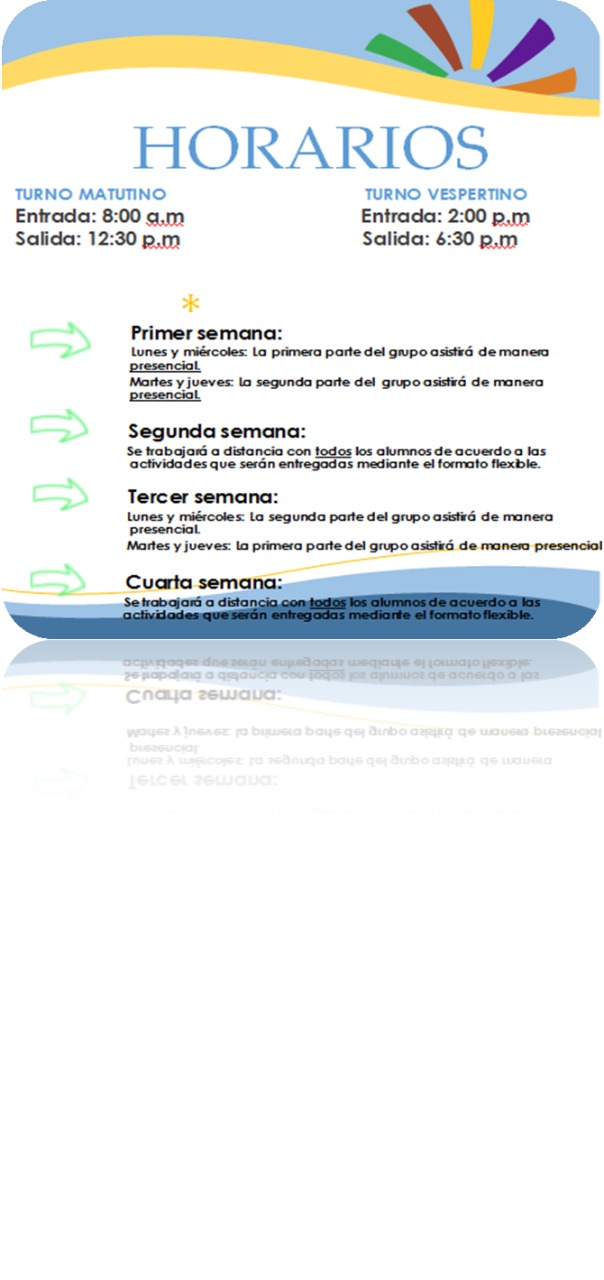 HORARIOS
TURNO MATUTINO
Entrada: 8:00 a.m
Salida: 12:30 p.m
TURNO VESPERTINO
Entrada: 2:00 p.m
Salida: 6:30 p.m
*
Primer semana:
Lunes y miércoles: La primera parte del grupo asistirá de manera
presencial.
Martes y jueves: La segunda parte del grupo asistirá de manera
presencial.
Segunda semana:
Se trabajará a distancia con todos los alumnos de acuerdo a las
actividades que serán entregadas mediante el formato flexible.
Tercer semana:
Lunes y miércoles: La segunda parte del grupo asistirá de manera
presencial.
Martes y jueves: La primera parte del grupo asistirá de manera presencial
Cuarta semana:
Se trabajará a distancia con todos los alumnos de acuerdo a las
actividades que serán entregadas mediante el formato flexible.